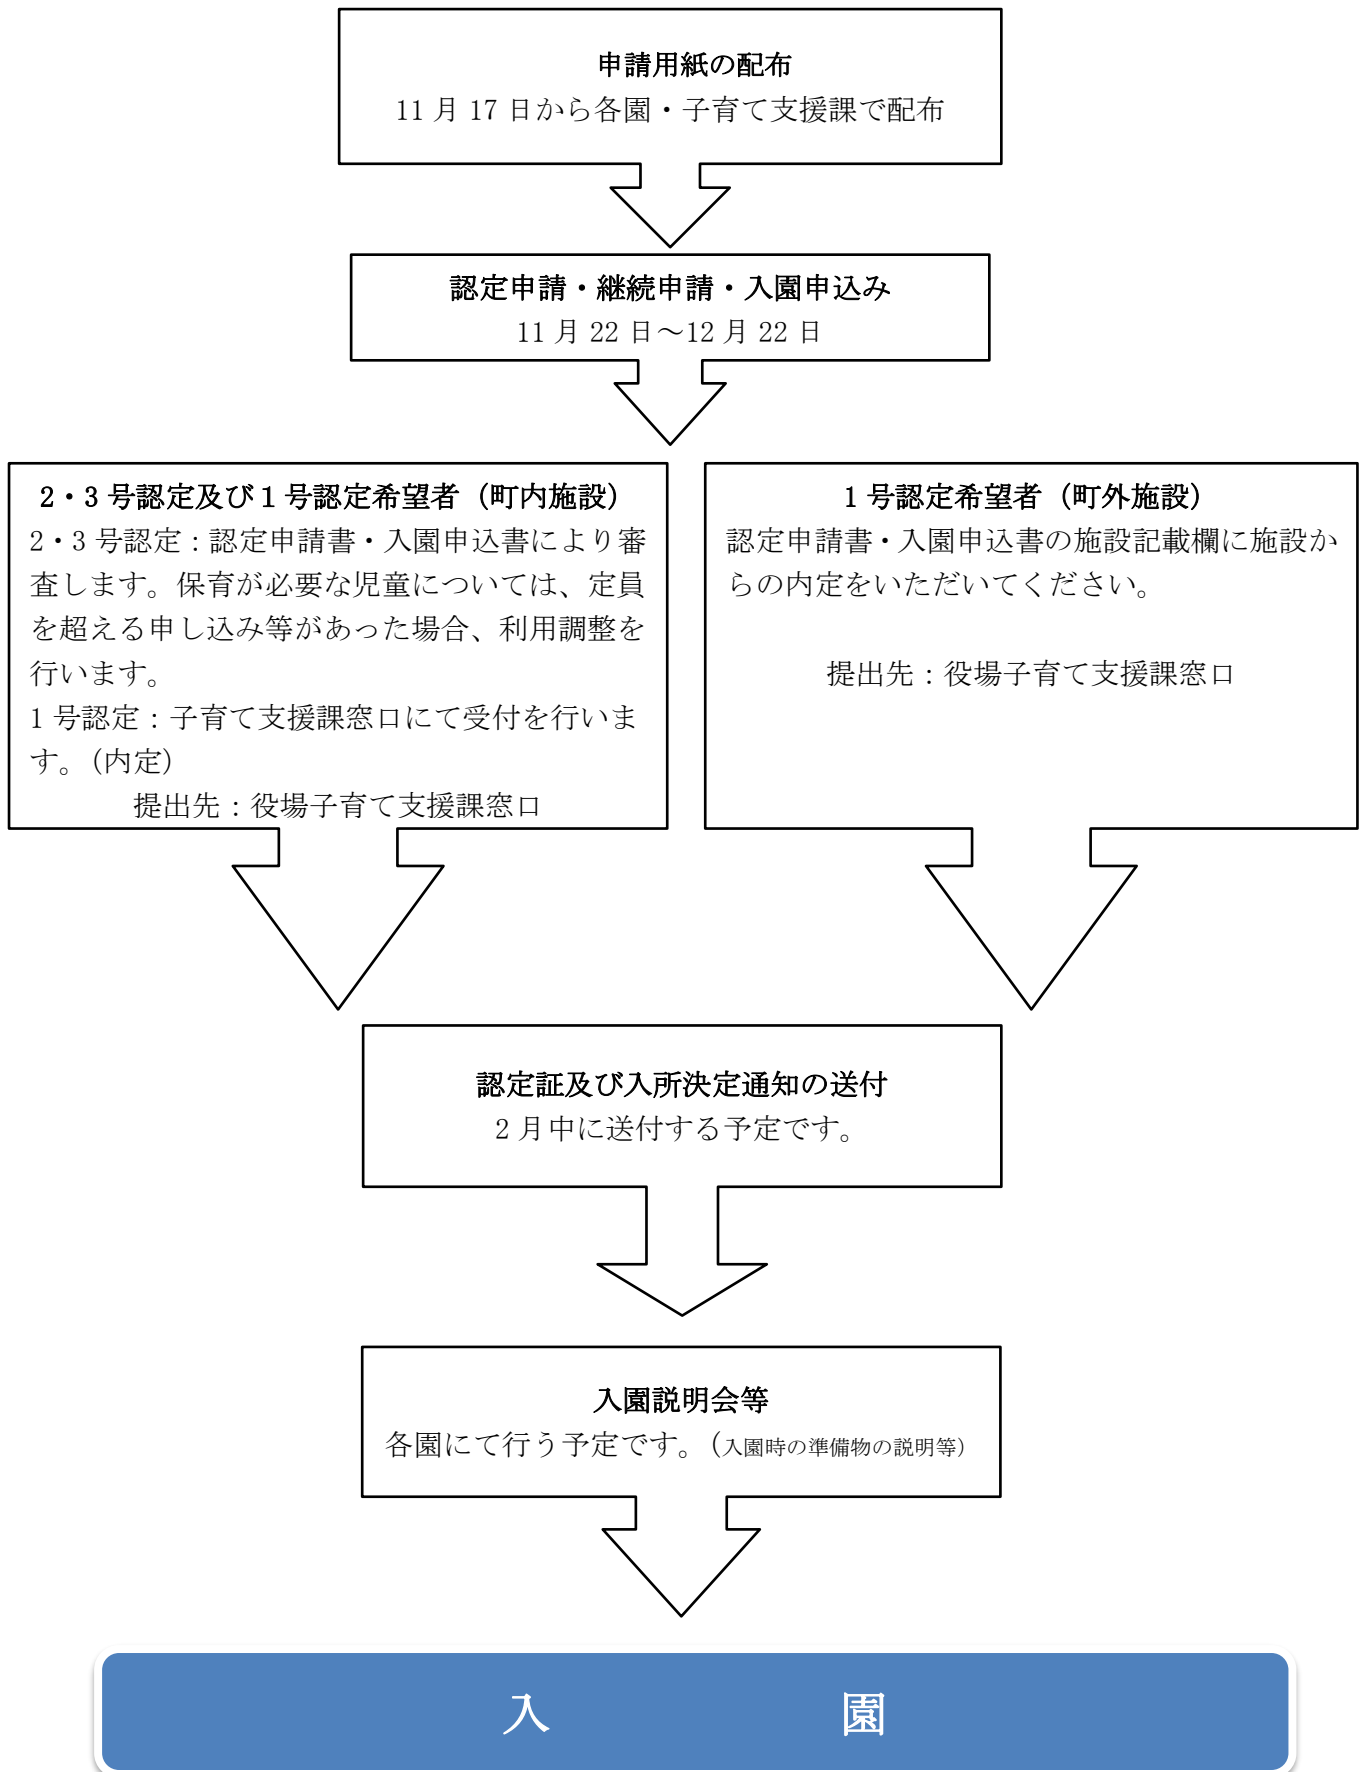 申請用紙の配布
11月17日から各園・子育て支援課で配布
認定申請・継続申請・入園申込み
11月22日～12月22日
2・3号認定及び１号認定希望者（町内施設）
2・3号認定：認定申請書・入園申込書により審
査します。保育が必要な児童については、定員
を超える申し込み等があった場合、利用調整を
行います。
1号認定：子育て支援課窓口にて受付を行いま
す。(内定)
提出先：役場子育て支援課窓口
１号認定希望者（町外施設）
認定申請書・入園申込書の施設記載欄に施設か
らの内定をいただいてください。
提出先：役場子育て支援課窓口
認定証及び入所決定通知の送付
2月中に送付する予定です。
入園説明会等
各園にて行う予定です。(入園時の準備物の説明等)
入　　　園